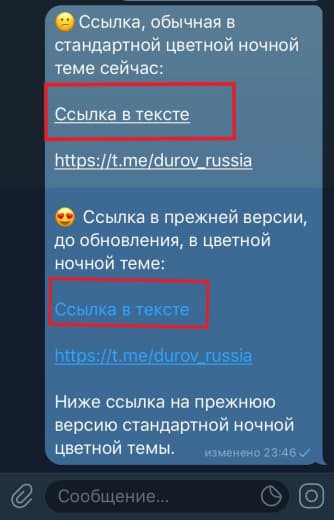 😕 Ссылка, обычная в
стандартной цветной ночной
теме сейчас:
Ссылка в тексте
https://t.me/durov_russia
😍 Ссылка в прежней версии,
до обновления, в цветной
ночной теме:
Ссылка в тексте
https://t.me/durov_russia
Ниже ссылка на прежнюю
версию стандартной ночной
цветной темы.
изменено 23:46
Сообщение...